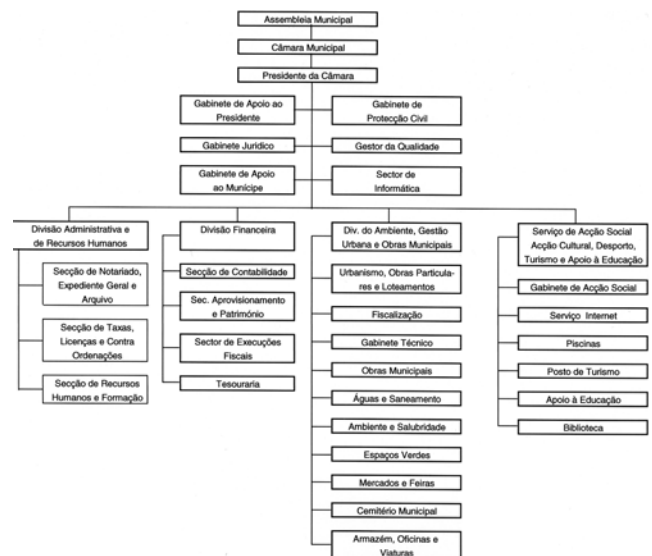 Assembleia Municipal
Câmara Municipal
Presidente da Câmara
Gabinete de Apoio ao
Presidente
Gabinete de
Protecção Civil
Gabinete Jurídico
Gestor da Qualidade
Gabinete de Apoio
ao Munícipe
Sector de
Informática
Divisão Administrativa e
de Recursos Humanos
Secção de Notariado,
Expediente Geral e
Arquivo
Secção de Taxas,
Licenças e Contra
Ordenações
Secção de Recursos
Humanos e Formação
Divisão Financeira
Secção de Contabilidade
Sec. Aprovisionamento
e Património
Sector de Execuções
Fiscais
Tesouraria
Div. do Ambiente, Gestão
Urbana e Obras Municipais
Urbanismo, Obras Particula-
res e Loteamentos
Fiscalização
Gabinete Técnico
Obras Municipais
Águas e Saneamento
Ambiente e Salubridade
Espaços Verdes
Mercados e Feiras
Cemitério Municipal
Armazém, Oficinas e
Viaturas
Serviço de Acção Social
Acção Cultural, Desporto,
Turismo e Apoio à Educação
Gabinete de Acção Social
Serviço Internet
Piscinas
Posto de Turismo
Apoio à Educação
Biblioteca